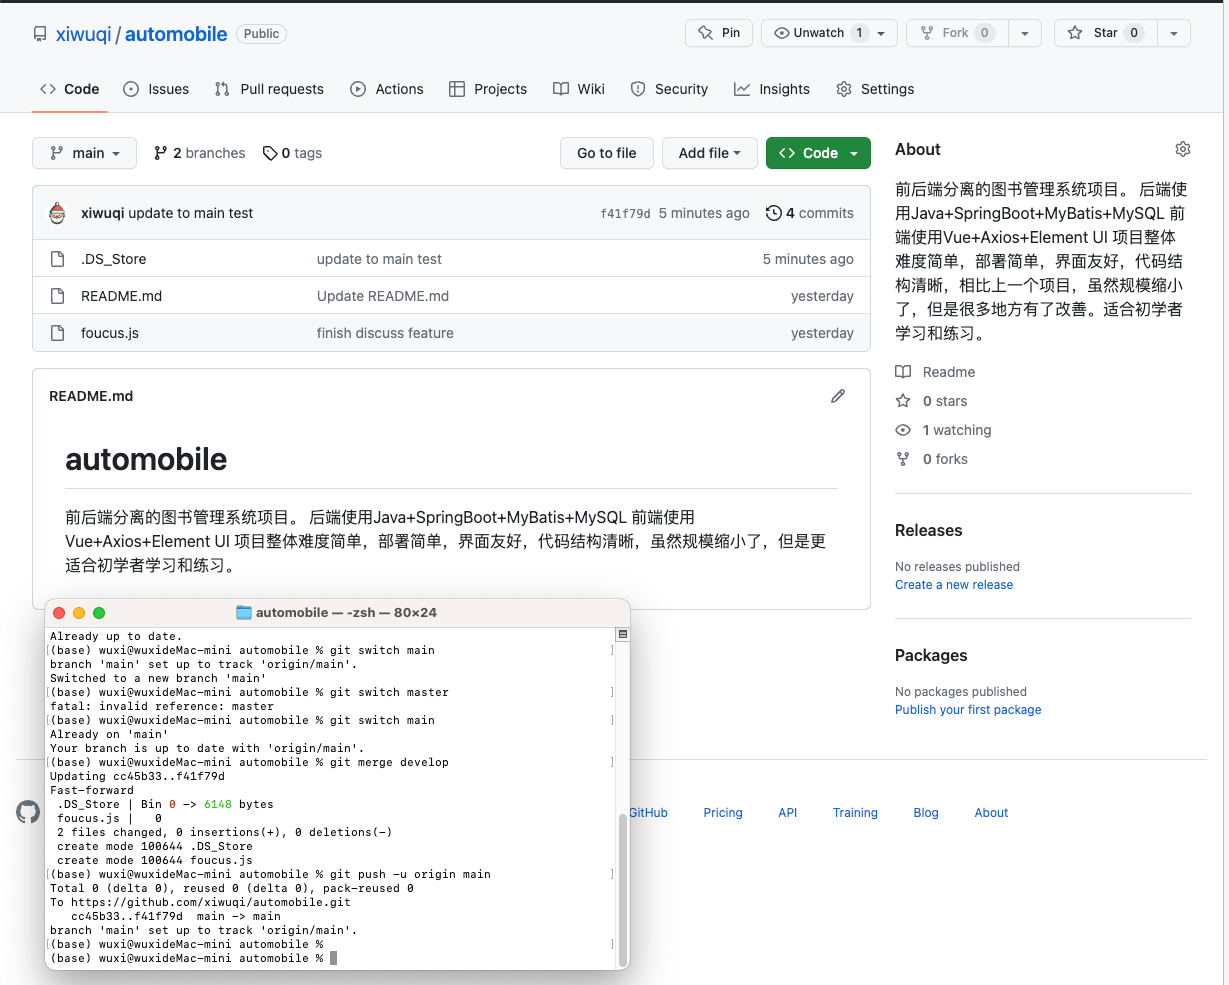 xiwuqi / automobile Public
Pin
Unwatch 1
Fork 0
Star 0
Code
Issues
Pull requests
Actions
Projects
Wiki
Security
Insights
Settings
main
2 branches
0 tags
Go to file
Add file
Code
xiwuqi update to main test
f41f79d 5 minutes ago
4 commits
.DS_Store update to main test 5 minutes ago
README.md Update README.md yesterday
foucus.js finish discuss feature yesterday
README.md
automobile
前后端分离的图书管理系统项目。 后端使用Java+SpringBoot+MyBatis+MySQL 前端使用
Vue+Axios+Element UI 项目整体难度简单，部署简单，界面友好，代码结构清晰，虽然规模缩小了，但是更
适合初学者学习和练习。
About
前后端分离的图书管理系统项目。 后端使
用Java+SpringBoot+MyBatis+MySQL 前
端使用Vue+Axios+Element UI 项目整体
难度简单，部署简单，界面友好，代码结
构清晰，相比上一个项目，虽然规模缩小
了，但是很多地方有了改善。适合初学者
学习和练习。
Readme
0 stars
1 watching
0 forks
Releases
No releases published
Create a new release
Packages
No packages published
Publish your first package
automobile — -zsh — 80×24
Already up to date.
[(base) wuxi@wuxideMac-mini automobile % git switch main ]
branch 'main' set up to track 'origin/main'.
Switched to a new branch 'main'
[(base) wuxi@wuxideMac-mini automobile % git switch master ]
fatal: invalid reference: master
[(base) wuxi@wuxideMac-mini automobile % git switch main ]
Already on 'main'
Your branch is up to date with 'origin/main'.
[(base) wuxi@wuxideMac-mini automobile % git merge develop ]
Updating cc45b33..f41f79d
Fast-forward
.DS_Store | Bin 0 -> 6148 bytes
foucus.js | 0
2 files changed, 0 insertions(+), 0 deletions(-)
create mode 100644 .DS_Store
create mode 100644 foucus.js
[(base) wuxi@wuxideMac-mini automobile % git push -u origin main ]
Total 0 (delta 0), reused 0 (delta 0), pack-reused 0
To https://github.com/xiwuqi/automobile.git
cc45b33..f41f79d main -> main
branch 'main' set up to track 'origin/main'.
[(base) wuxi@wuxideMac-mini automobile % ]
(base) wuxi@wuxideMac-mini automobile %
GitHub
Pricing
API
Training
Blog
About